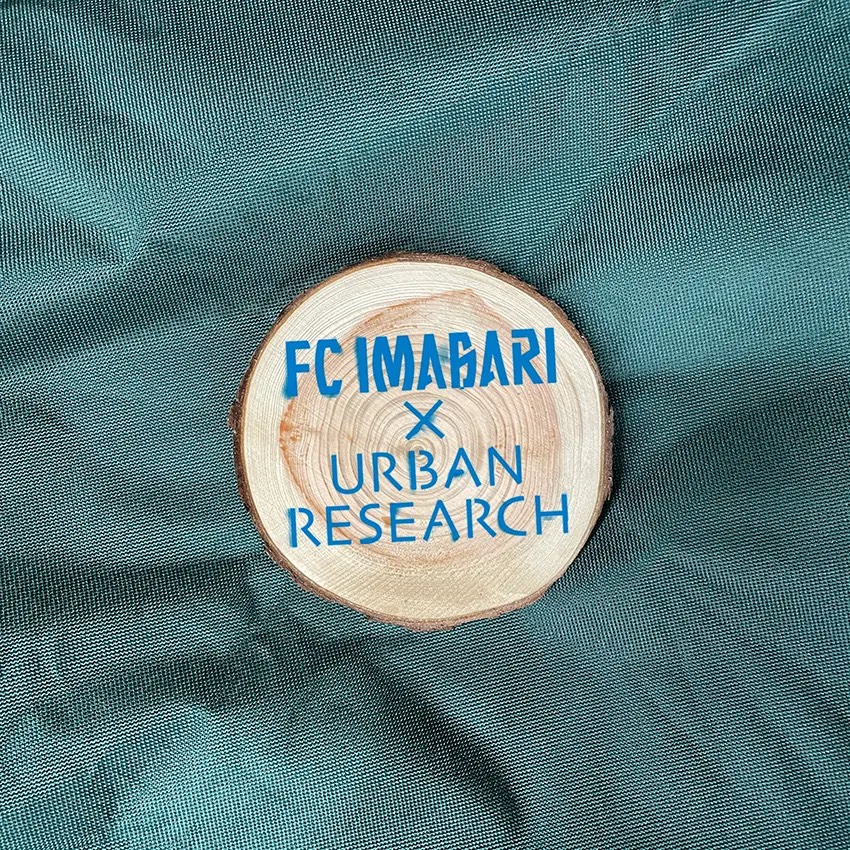 FC IMABARI
×
URBAN
RESEARCH